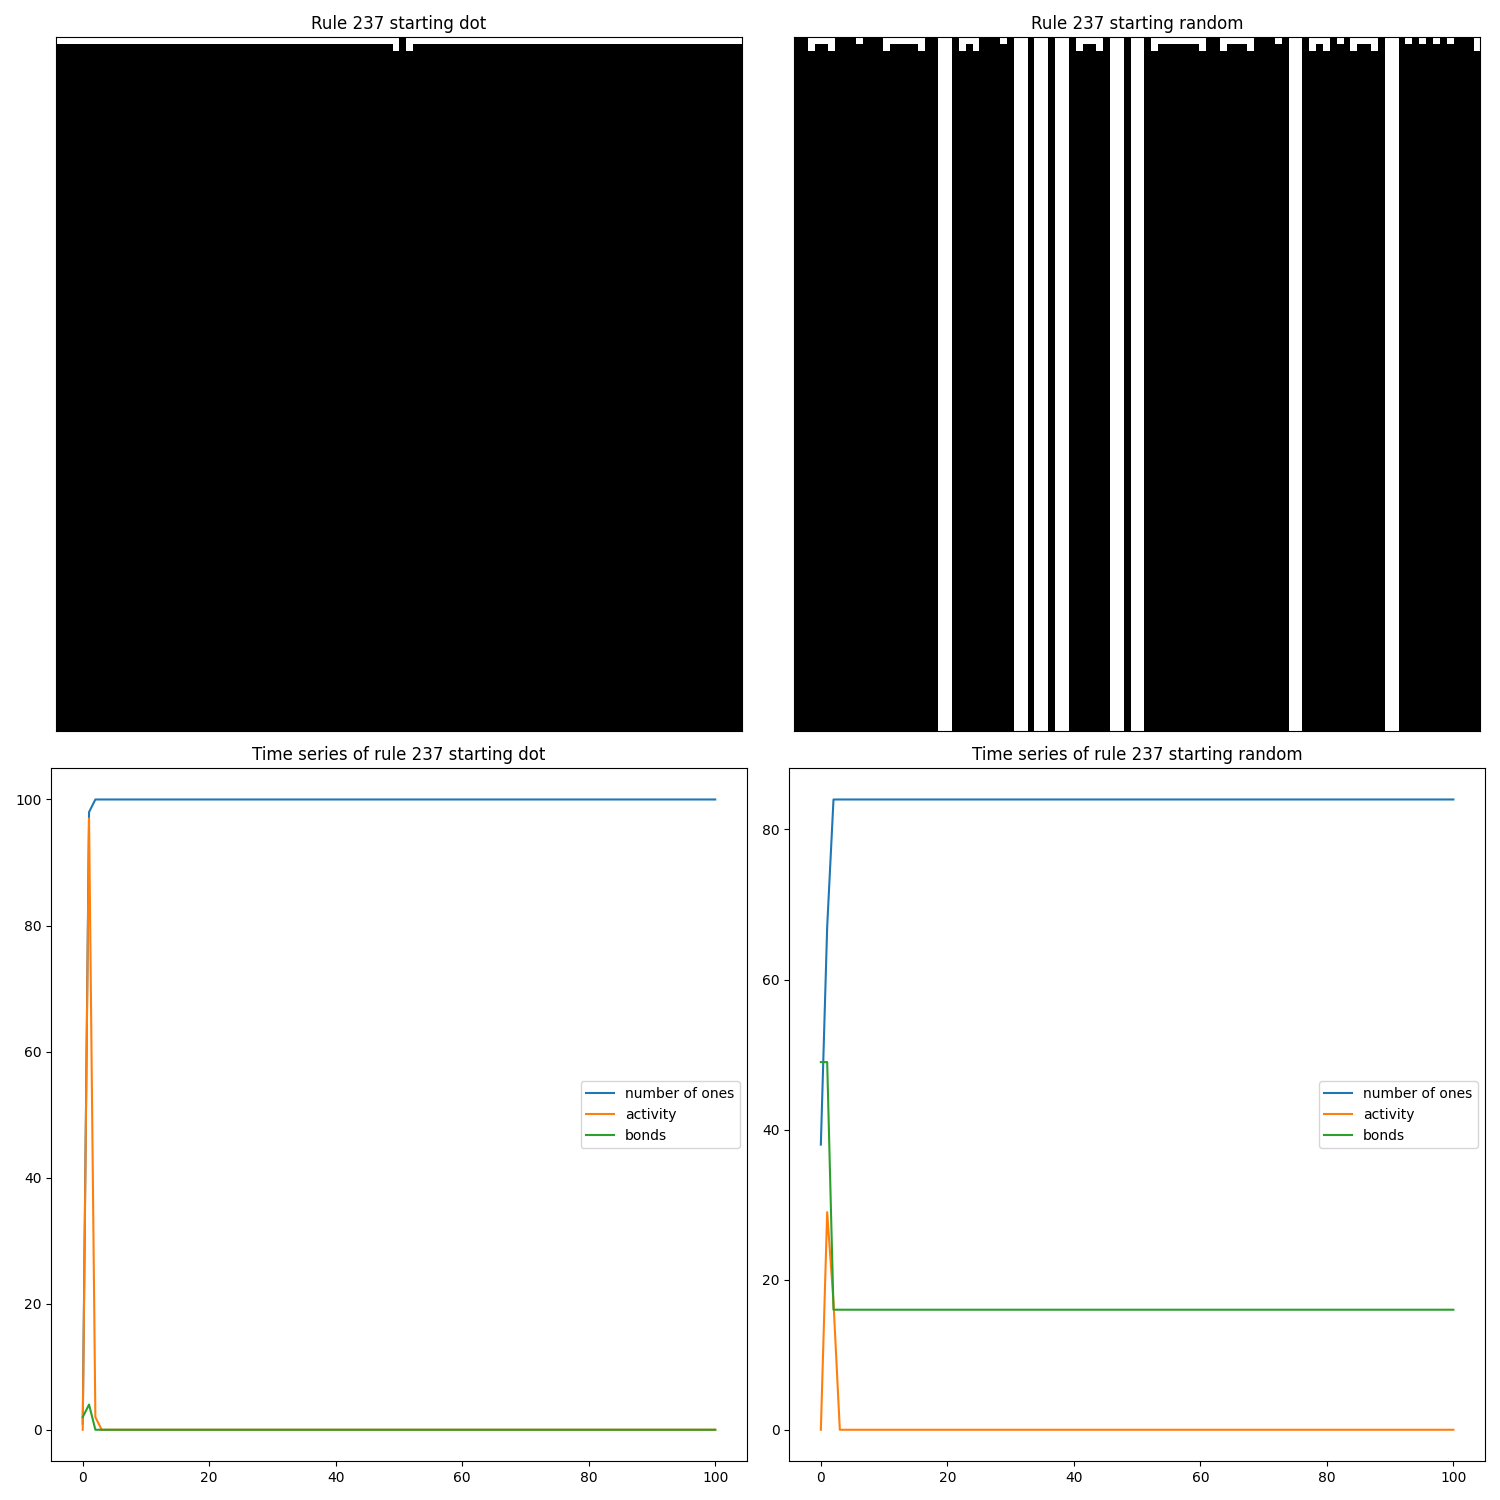 Rule 237 starting dot
Rule 237 starting random
Time series of rule 237 starting dot
100
80
60
40
20
0
number of ones
activity
bonds
0 20 40 60 80 100
Time series of rule 237 starting random
80
60
40
20
0
number of ones
activity
bonds
0 20 40 60 80 100